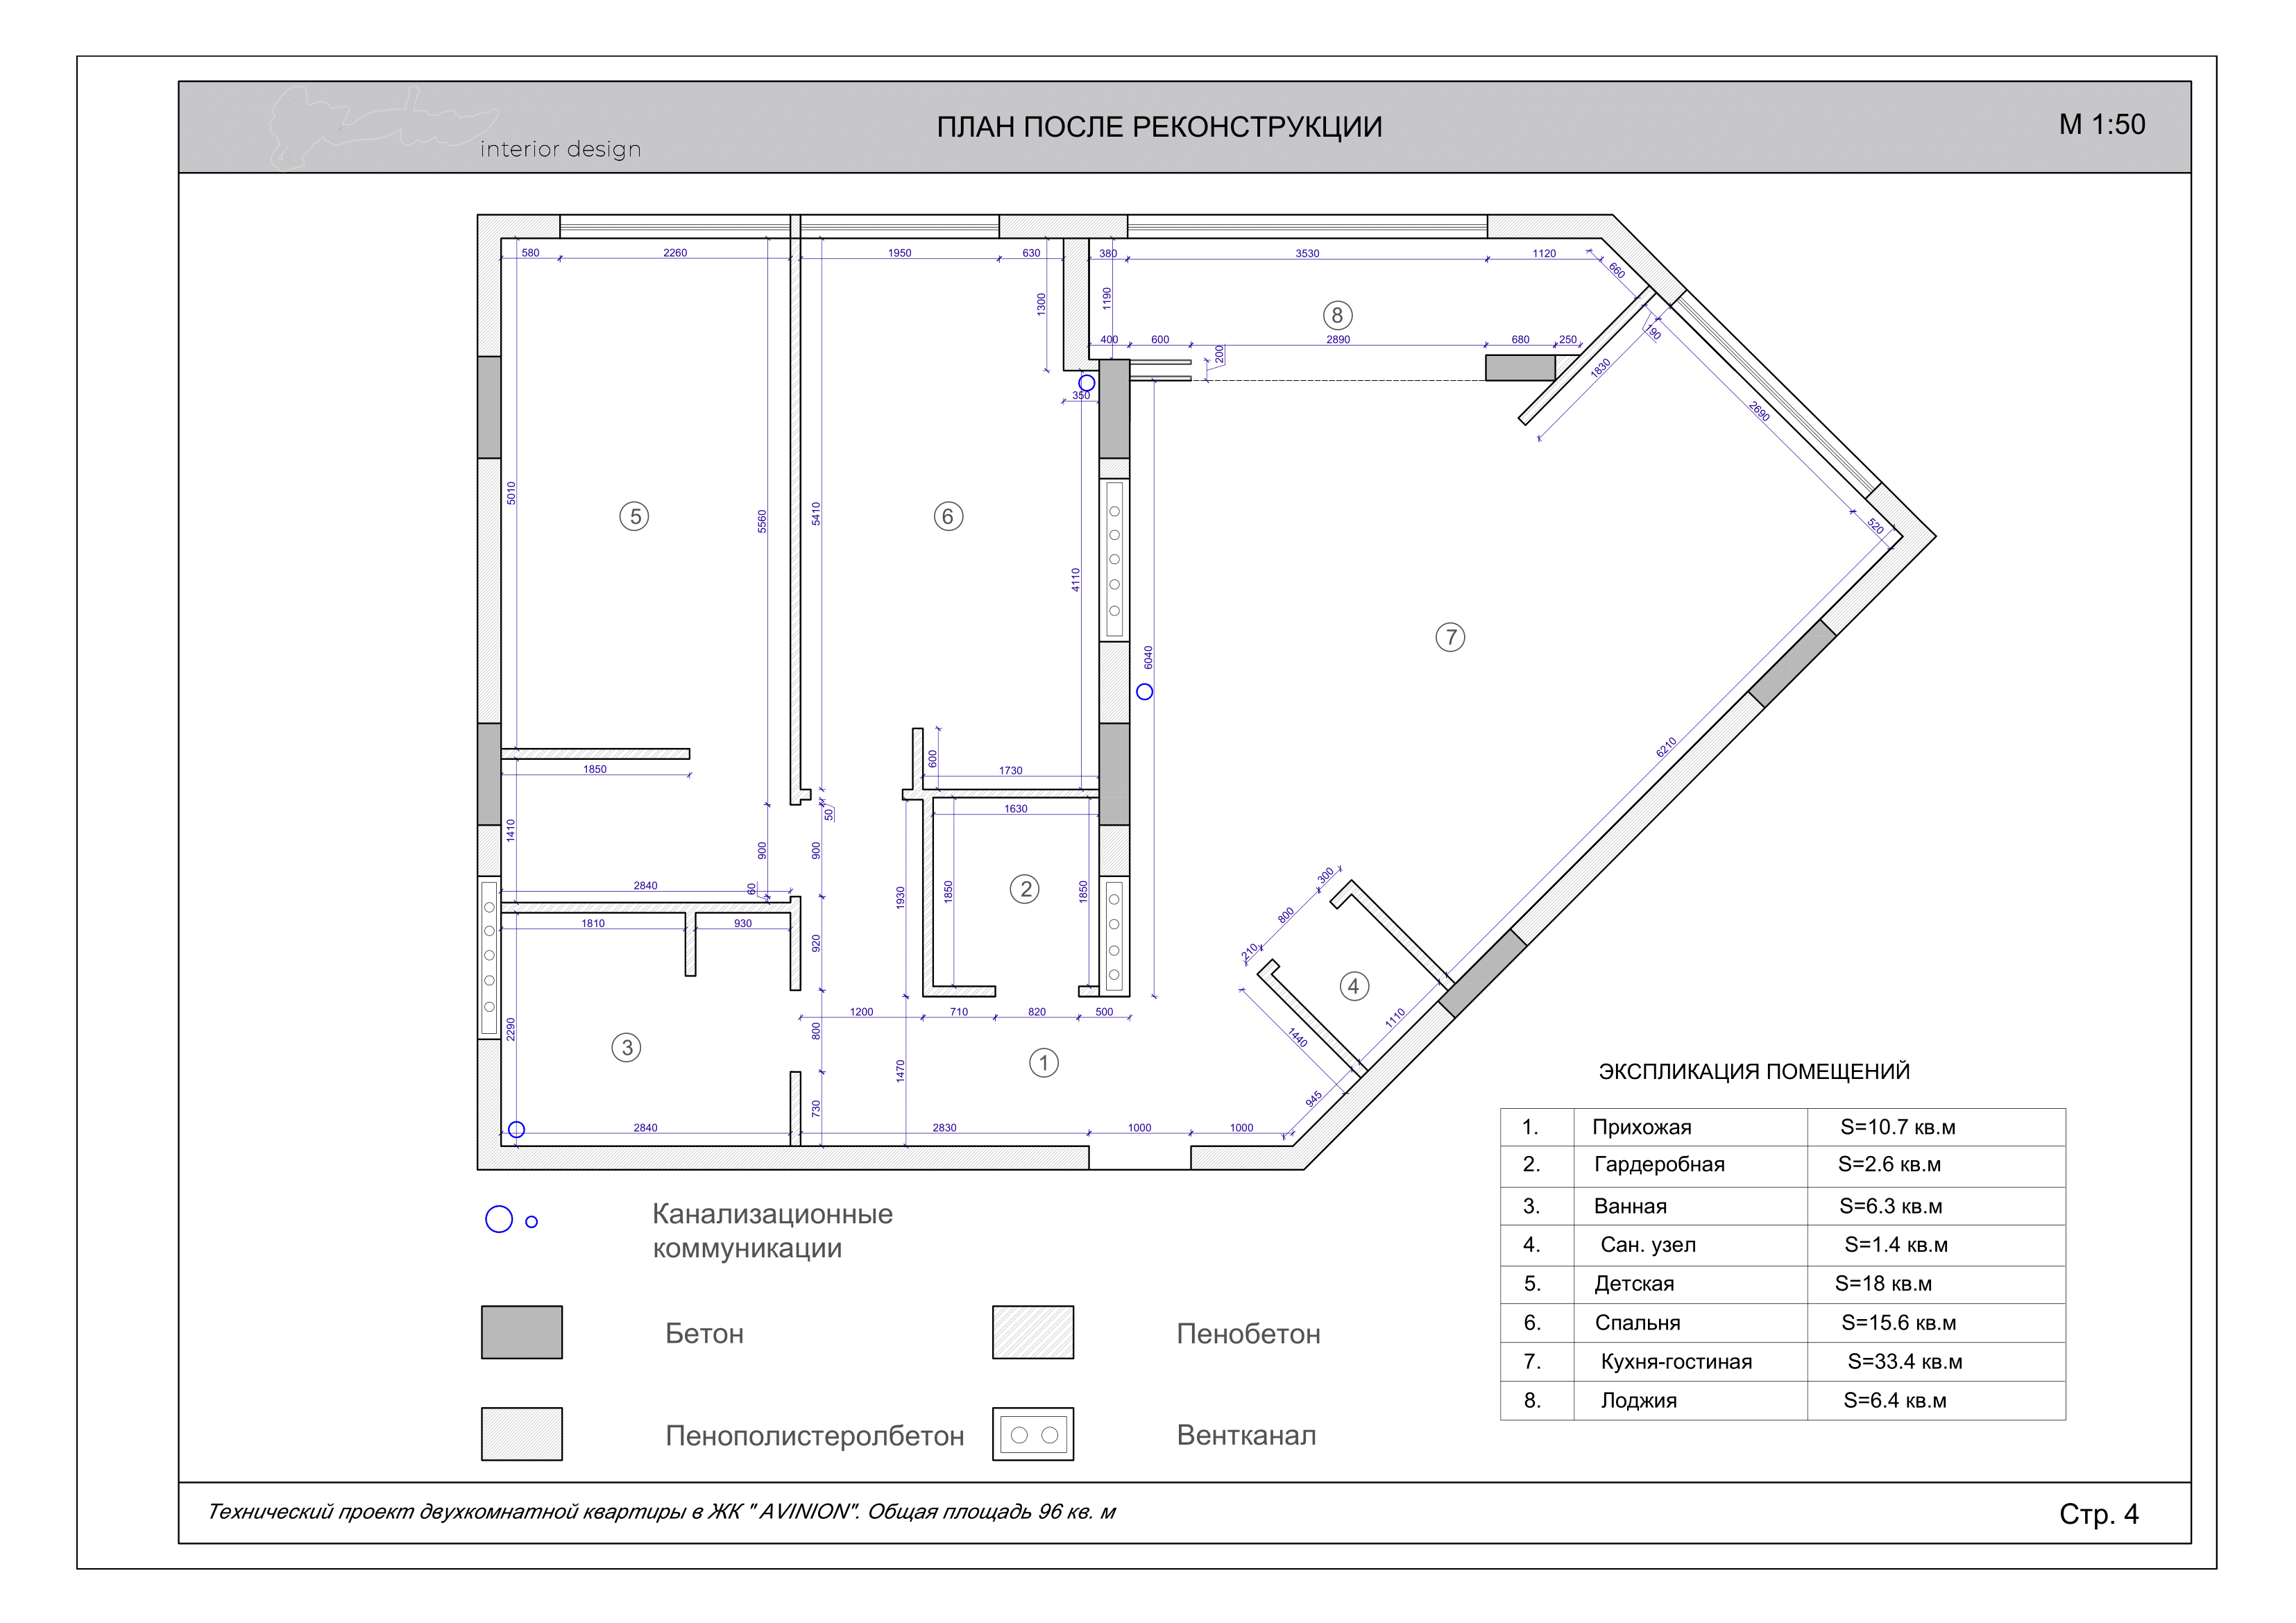 interior design
ПЛАН ПОСЛЕ РЕКОНСТРУКЦИИ
М 1:50
580 2260 1950 630 380 3530 1120
660
1300
1190
8
400 600 2890 680 250
200
190
1830
350
2690
5010
5
5560
5410
6
520
4110
7
6040
6210
600
1850
1730
50
1630
1410
900
900
300
2840
60
1930
1850
2
1850
800
1810
930
920
210
4
1200 710 820 500
1110
2290
3
800
1
1440
1470
945
730
2840 2830 1000 1000
ЭКСПЛИКАЦИЯ ПОМЕЩЕНИЙ
1. Прихожая S=10.7 кв.м
2. Гардеробная S=2.6 кв.м
3. Ванная S=6.3 кв.м
4. Сан. узел S=1.4 кв.м
5. Детская S=18 кв.м
6. Спальня S=15.6 кв.м
7. Кухня-гостиная S=33.4 кв.м
8. Лоджия S=6.4 кв.м
Канализационные
коммуникации
Бетон
Пенобетон
Пенополистеролбетон
Вентканал
Технический проект двухкомнатной квартиры в ЖК " AVINION". Общая площадь 96 кв. м
Стр. 4